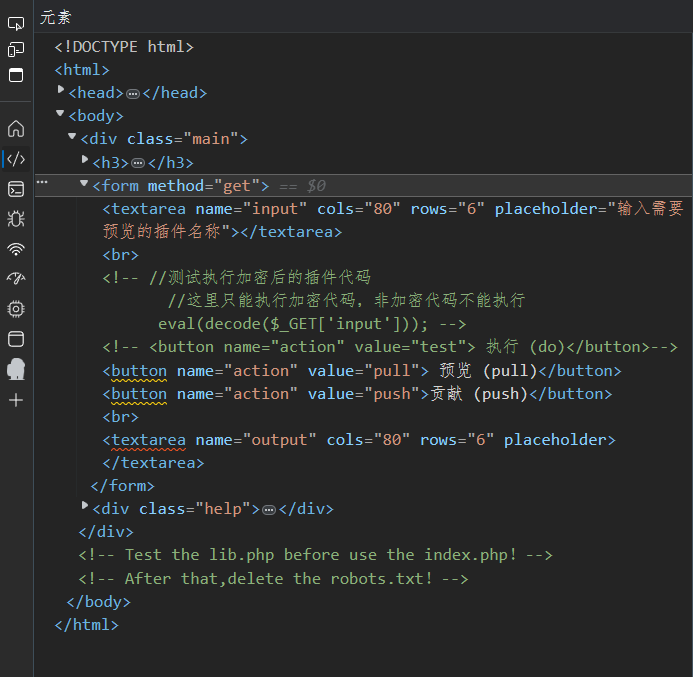 元素
<!DOCTYPE html>
<html>
<head>…</head>
<body>
<div class="main">
<h3>…</h3>
<form method="get"> == $0
<textarea name="input" cols="80" rows="6" placeholder="输入需要
预览的插件名称"></textarea>
<br>
<!-- //测试执行加密后的插件代码
//这里只能执行加密代码，非加密代码不能执行
eval(decode($_GET['input'])); -->
<!-- <button name="action" value="test"> 执行 (do)</button>-->
<button name="action" value="pull"> 预览 (pull)</button>
<button name="action" value="push">贡献 (push)</button>
<br>
<textarea name="output" cols="80" rows="6" placeholder>
</textarea>
</form>
<div class="help">…</div>
</div>
<!-- Test the lib.php before use the index.php! -->
<!-- After that,delete the robots.txt! -->
</body>
</html>